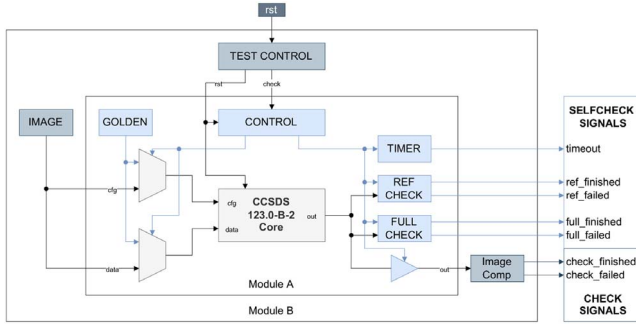 rst
TEST CONTROL
rst
check
IMAGE
GOLDEN
CONTROL
SELFCHECK
SIGNALS
TIMER
timeout
cfg
REF
CHECK
ref_finished
ref_failed
cfg
data
CCSDS
123.0-B-2
Core
out
FULL
CHECK
full_finished
full_failed
data
out
Image
Comp
check_finished
check_failed
Module A
Module B
CHECK
SIGNALS